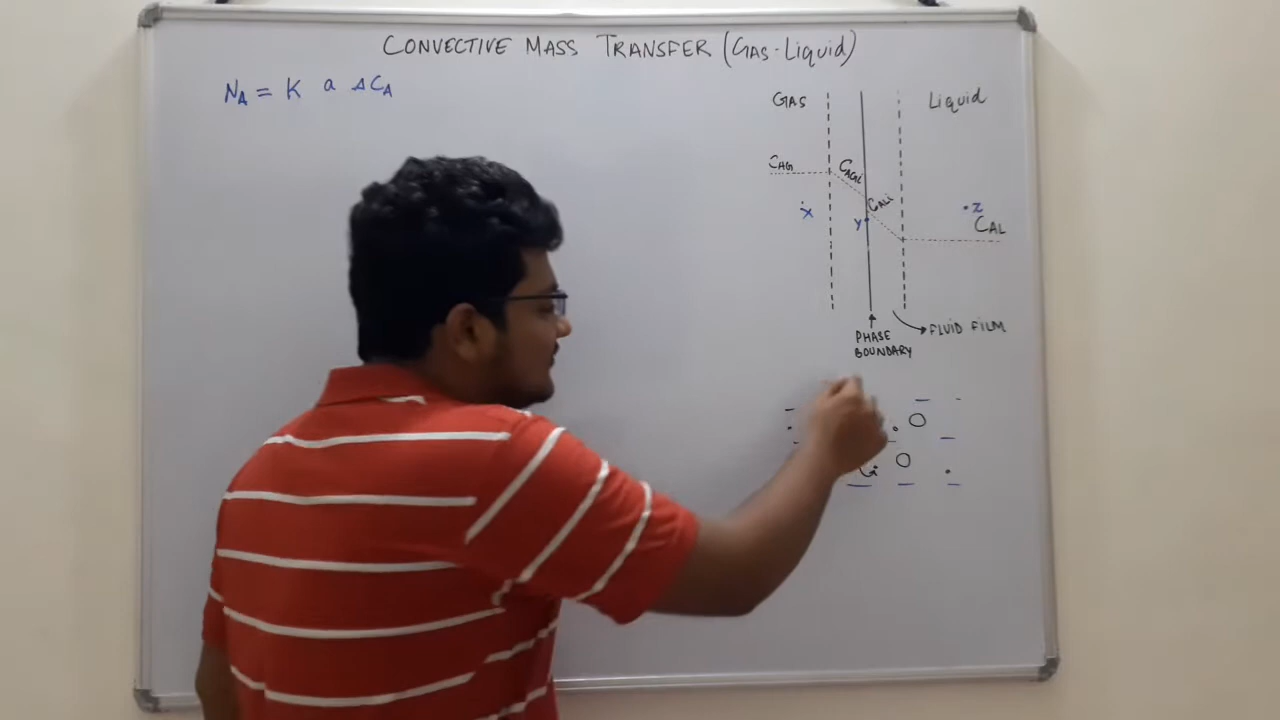 CONVECTIVE MASS TRANSFER (GAS-LIQUID)
NA = K a ΔCA
GAS
Liquid
CAG
CAGi
CALi
x
y
z
CAL
FLUID FILM
PHASE
BOUNDARY